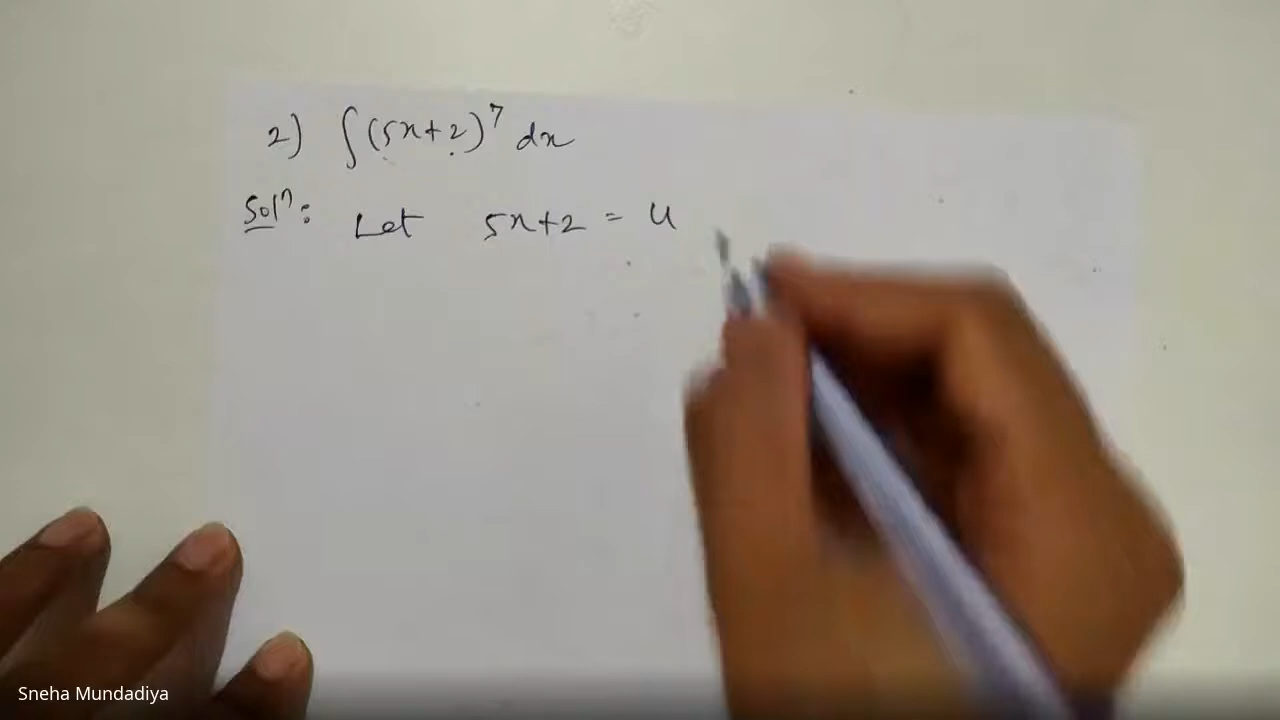 2) ∫(5x+2)⁷ dx
Solⁿ: Let 5x+2 = u
Sneha Mundadiya